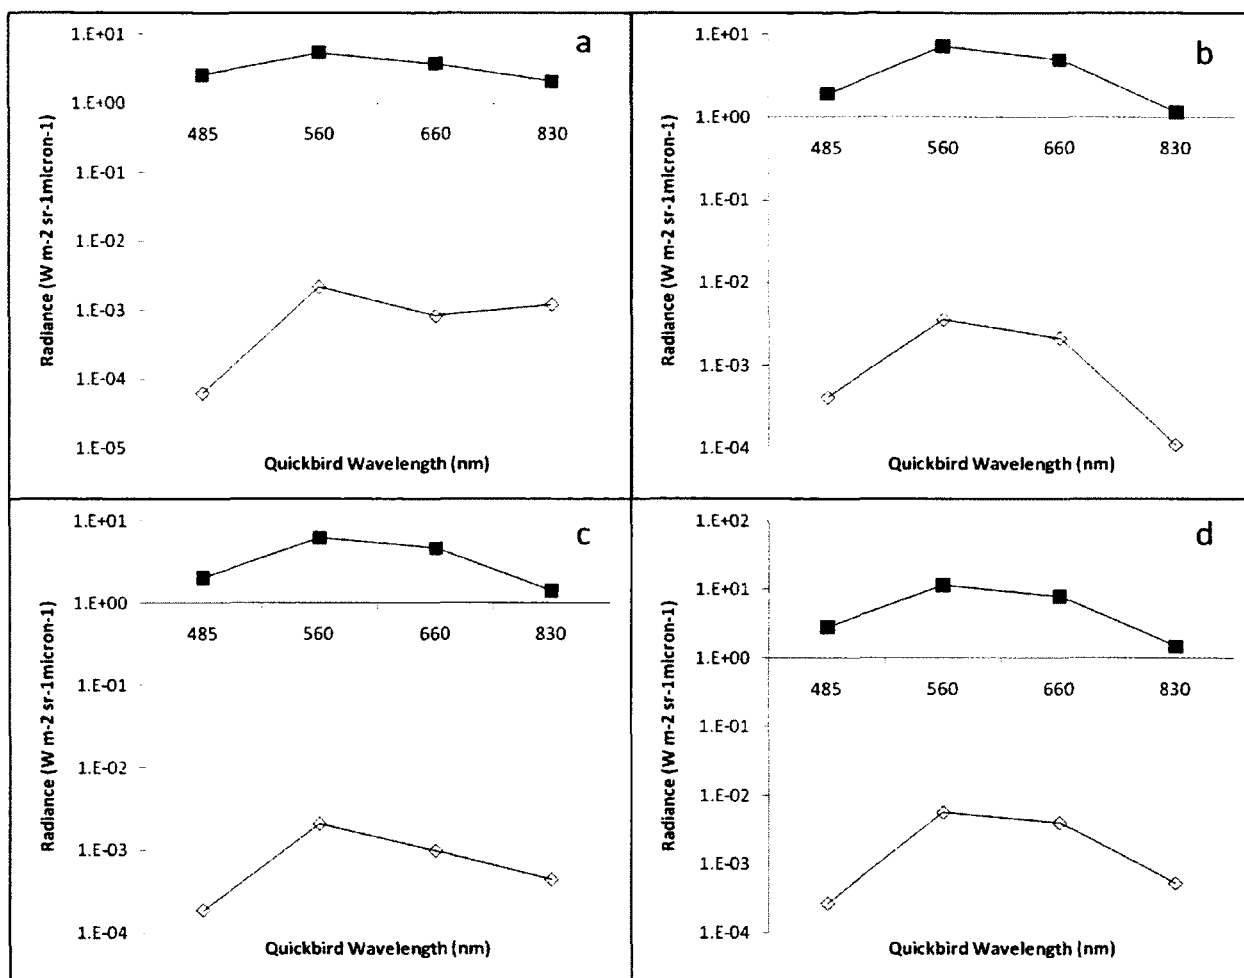 a
1.E+01
1.E+00
485 560 660 830
1.E-01
1.E-02
1.E-03
1.E-04
1.E-05
Radiance (W m-2 sr-1micron-1)
Quickbird Wavelength (nm)
b
1.E+01
1.E+00
485 560 660 830
1.E-01
1.E-02
1.E-03
1.E-04
Radiance (W m-2 sr-1micron-1)
Quickbird Wavelength (nm)
c
1.E+01
1.E+00
485 560 660 830
1.E-01
1.E-02
1.E-03
1.E-04
Radiance (W m-2 sr-1micron-1)
Quickbird Wavelength (nm)
d
1.E+02
1.E+01
1.E+00
485 560 660 830
1.E-01
1.E-02
1.E-03
1.E-04
Radiance (W m-2 sr-1micron-1)
Quickbird Wavelength (nm)